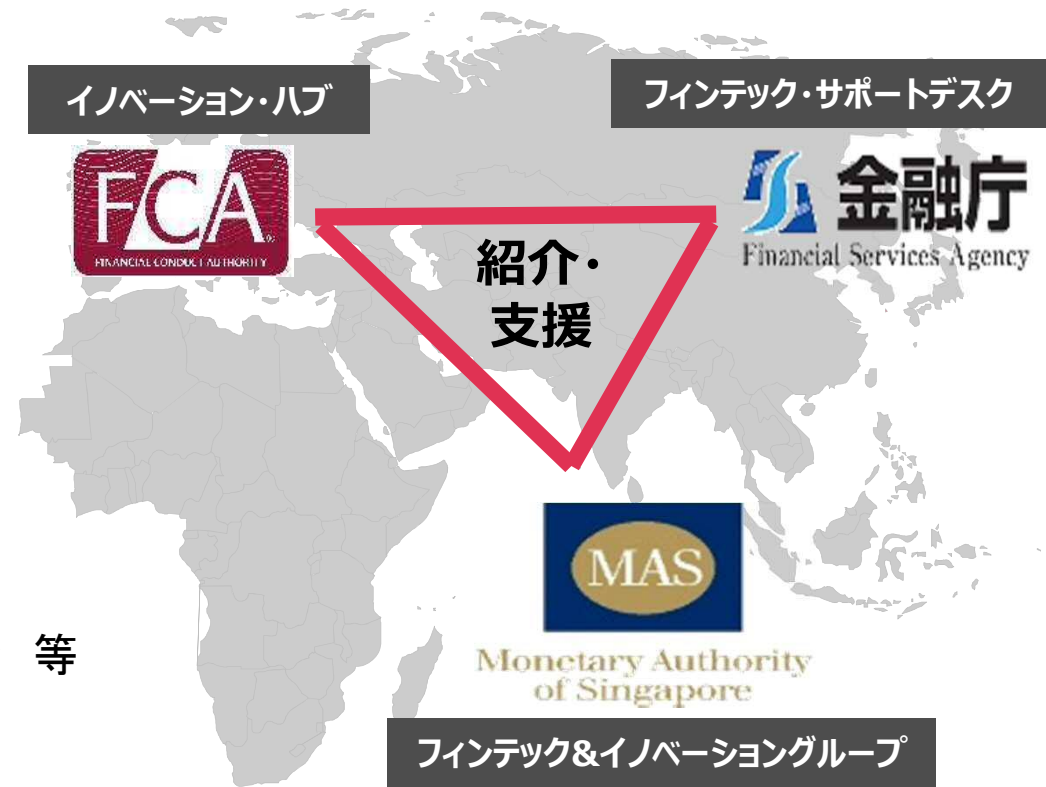 イノベーション・ハブ
フィンテック・サポートデスク
FCA
FINANCIAL CONDUCT AUTHORITY
金融庁
Financial Services Agency
紹介・
支援
MAS
Monetary Authority
of Singapore
等
フィンテック&イノベーショングループ